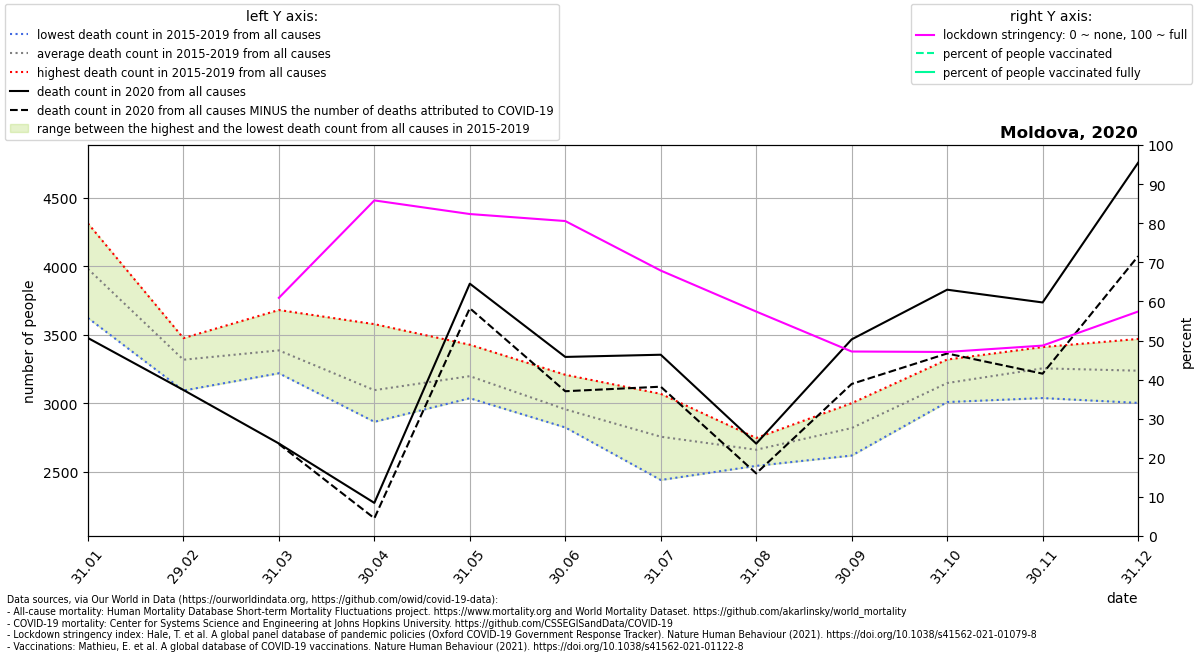 left Y axis:
lowest death count in 2015-2019 from all causes
average death count in 2015-2019 from all causes
highest death count in 2015-2019 from all causes
death count in 2020 from all causes
death count in 2020 from all causes MINUS the number of deaths attributed to COVID-19
range between the highest and the lowest death count from all causes in 2015-2019
right Y axis:
lockdown stringency: 0 ~ none, 100 ~ full
percent of people vaccinated
percent of people vaccinated fully
Moldova, 2020
number of people
4500
4000
3500
3000
2500
100
90
80
70
60
50
40
30
20
10
0
percent
31.01
29.02
31.03
30.04
31.05
30.06
31.07
31.08
30.09
31.10
30.11
31.12
date
Data sources, via Our World in Data (https://ourworldindata.org, https://github.com/owid/covid-19-data):
- All-cause mortality: Human Mortality Database Short-term Mortality Fluctuations project. https://www.mortality.org and World Mortality Dataset. https://github.com/akarlinsky/world_mortality
- COVID-19 mortality: Center for Systems Science and Engineering at Johns Hopkins University. https://github.com/CSSEGISandData/COVID-19
- Lockdown stringency index: Hale, T. et al. A global panel database of pandemic policies (Oxford COVID-19 Government Response Tracker). Nature Human Behaviour (2021). https://doi.org/10.1038/s41562-021-01079-8
- Vaccinations: Mathieu, E. et al. A global database of COVID-19 vaccinations. Nature Human Behaviour (2021). https://doi.org/10.1038/s41562-021-01122-8